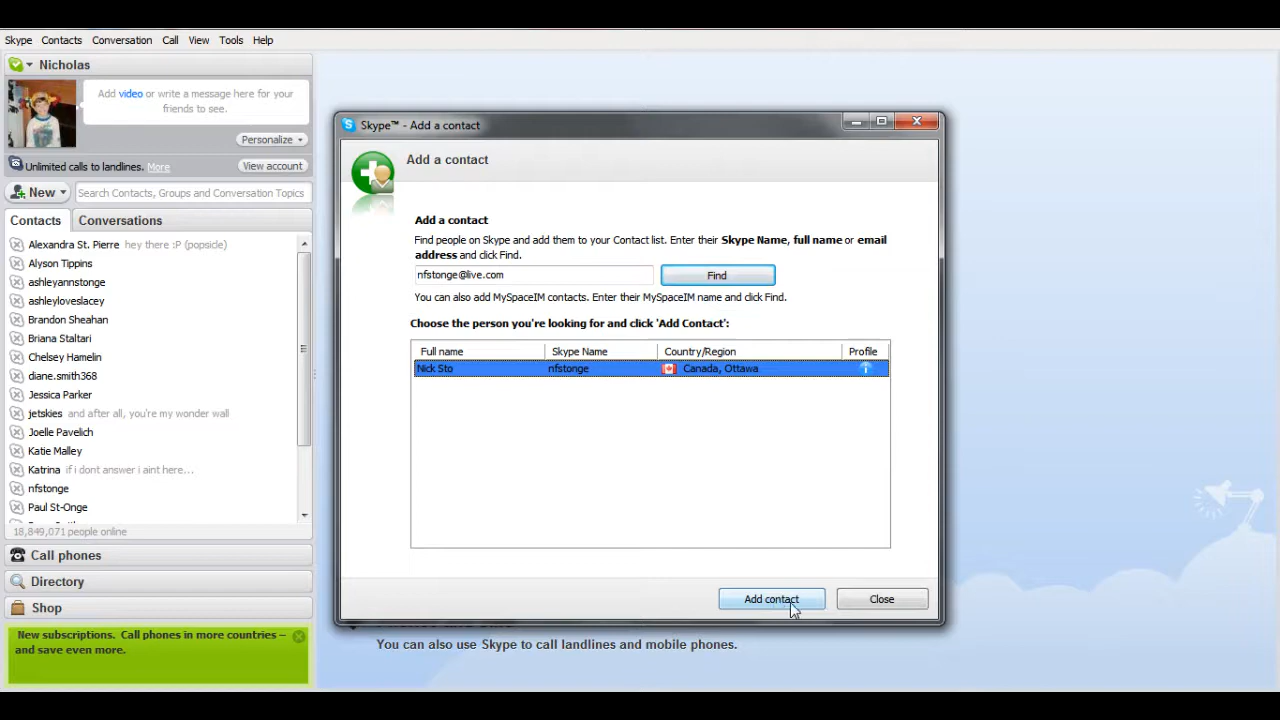 Skype Contacts Conversation Call View Tools Help
Nicholas
Add video or write a message here for your
friends to see.
Personalize
Unlimited calls to landlines. More
View account
New
Search Contacts, Groups and Conversation Topics
Contacts
Conversations
Alexandra St. Pierre hey there :P (popsicle)
Alyson Tippins
ashleyannstonge
ashleyloveslacey
Brandon Sheahan
Briana Staltari
Chelsey Hamelin
diane.smith368
Jessica Parker
jetskies and after all, you're my wonder wall
Joelle Pavelich
Katie Malley
Katrina if i dont answer i aint here...
nfstonge
Paul St-Onge
18,849,071 people online
Call phones
Directory
Shop
New subscriptions. Call phones in more countries –
and save even more.
Skype™ - Add a contact
Add a contact
Add a contact
Find people on Skype and add them to your Contact list. Enter their Skype Name, full name or email
address and click Find.
nfstonge@live.com
Find
You can also add MySpaceIM contacts. Enter their MySpaceIM name and click Find.
Choose the person you're looking for and click 'Add Contact':
Full name Skype Name Country/Region Profile
Nick Sto nfstonge Canada, Ottawa
Add contact
Close
You can also use Skype to call landlines and mobile phones.